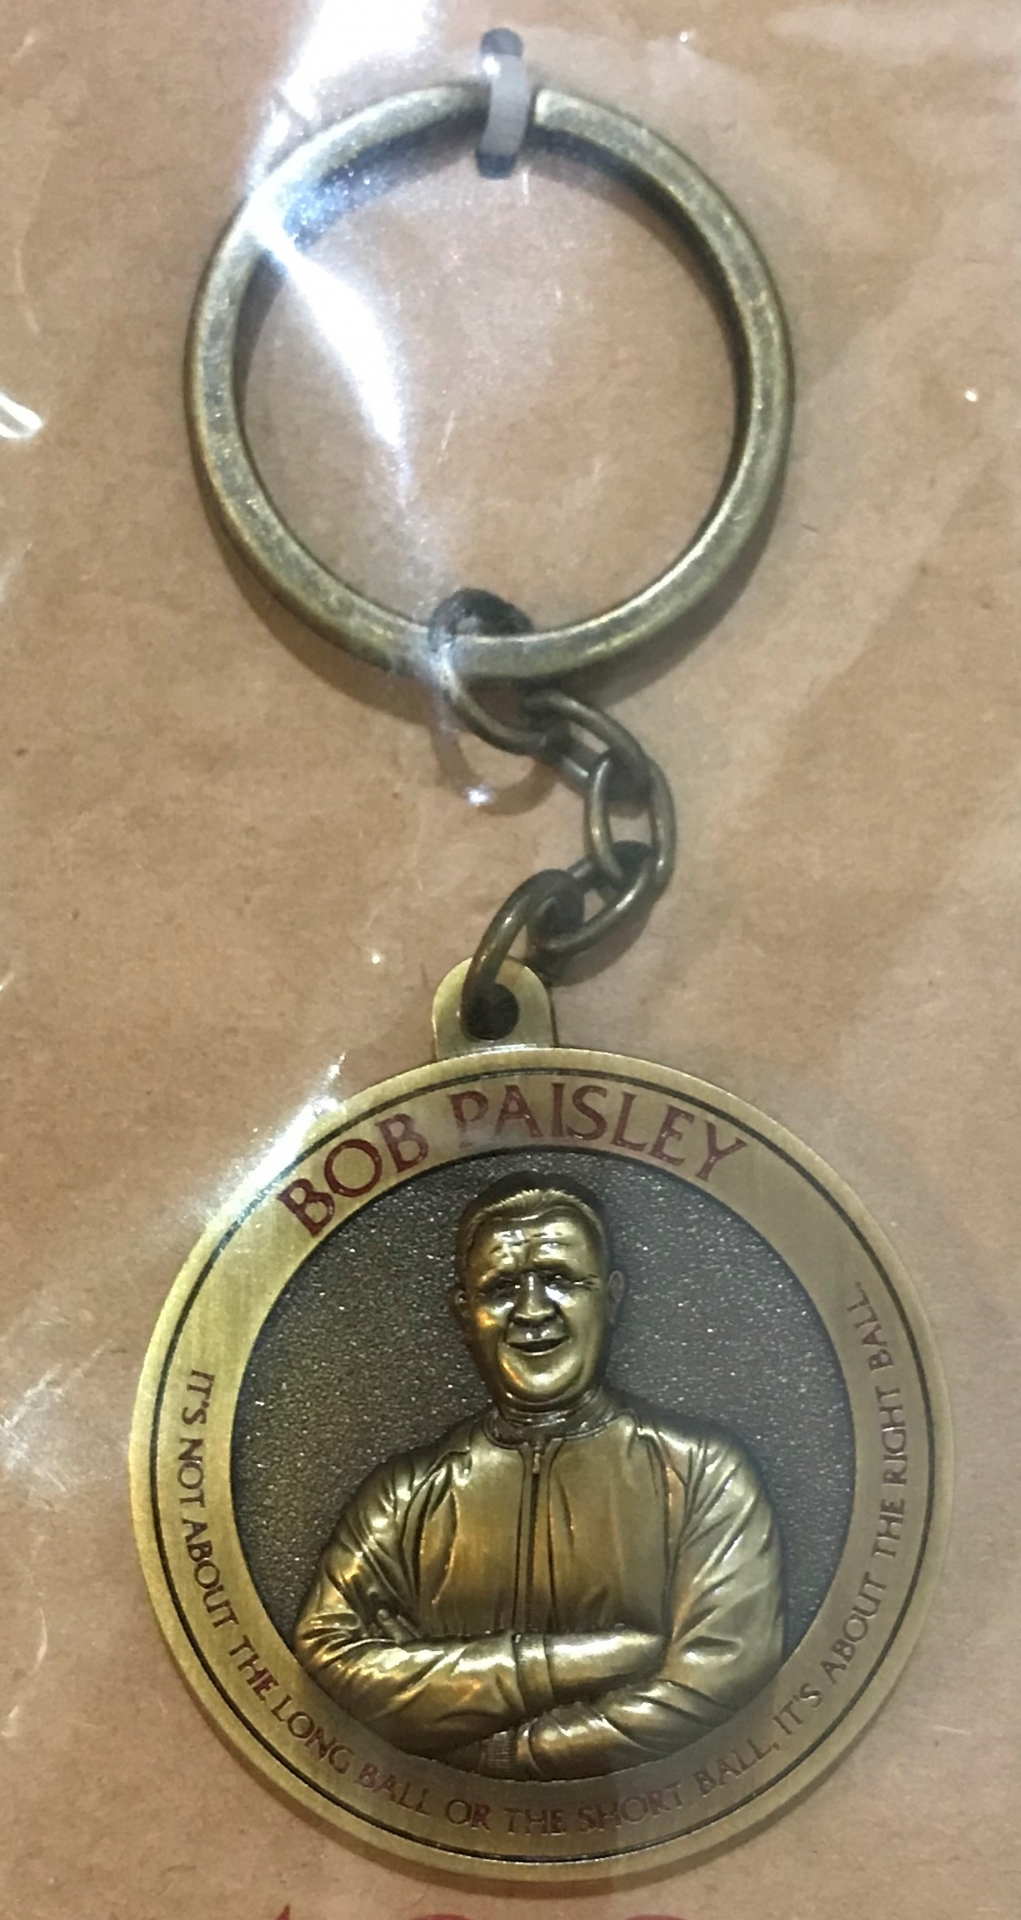 BOB PAISLEY
IT'S NOT ABOUT THE LONG BALL OR THE SHORT BALL, IT'S ABOUT THE RIGHT BALL.